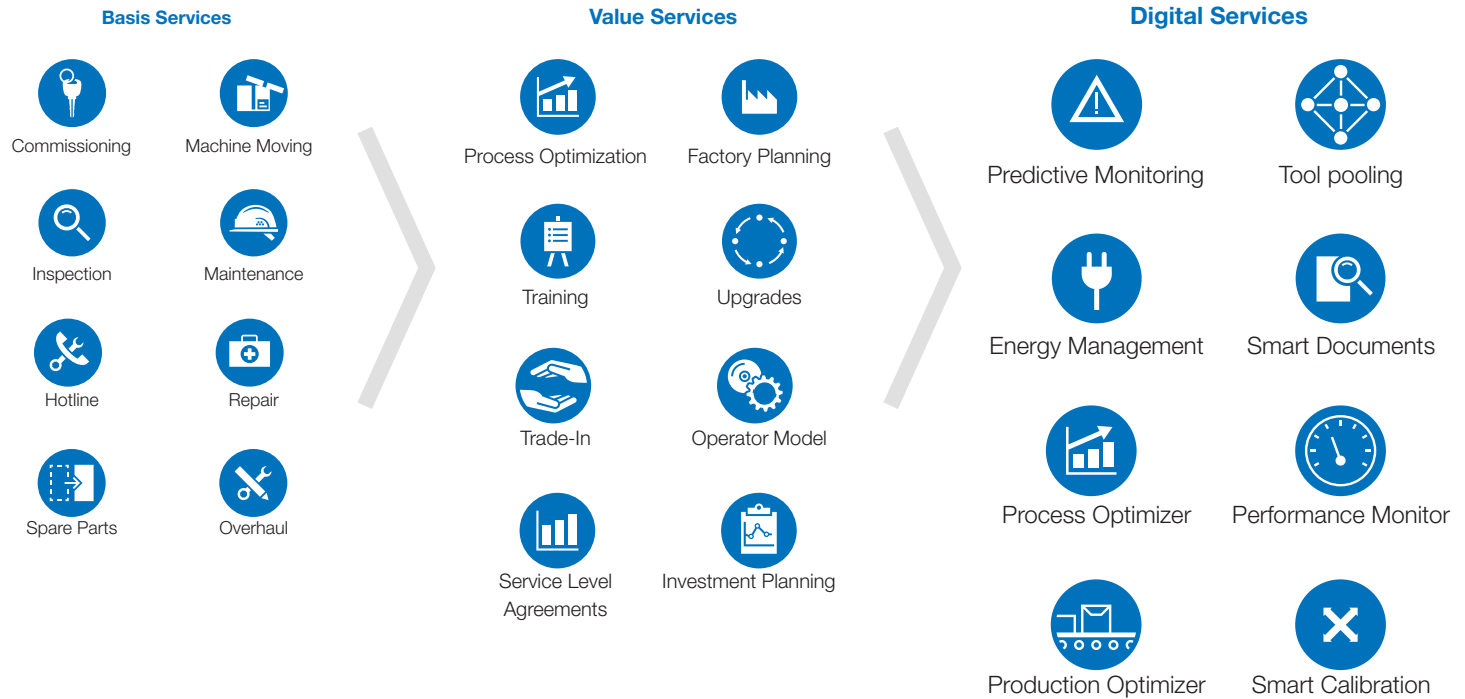 Basis Services
Commissioning
Machine Moving
Inspection
Maintenance
Hotline
Repair
Spare Parts
Overhaul
Value Services
Process Optimization
Factory Planning
Training
Upgrades
Trade-In
Operator Model
Service Level
Agreements
Investment Planning
Digital Services
Predictive Monitoring
Tool pooling
Energy Management
Smart Documents
Process Optimizer
Performance Monitor
Production Optimizer
Smart Calibration